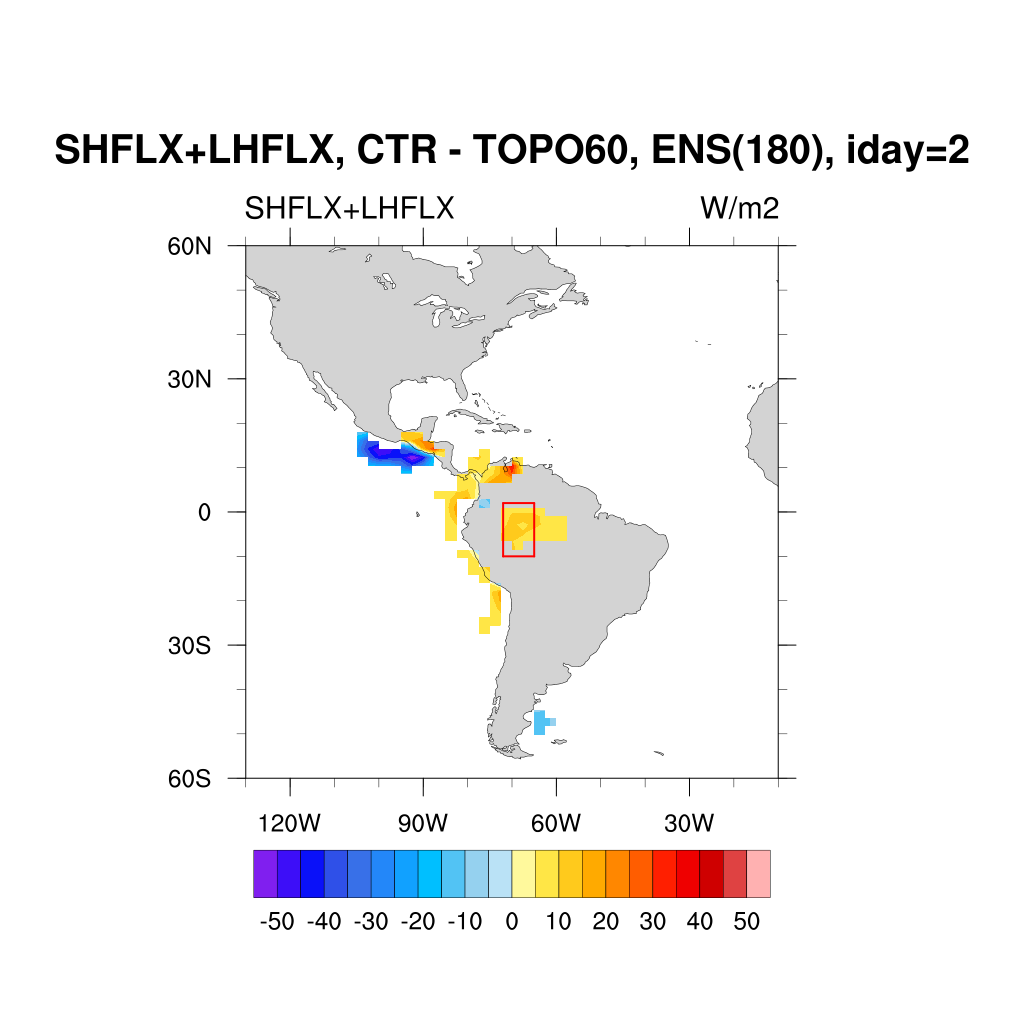 SHFLX+LHFLX, CTR - TOPO60, ENS(180), iday=2
SHFLX+LHFLX W/m2
60N
30N
0
30S
60S
120W 90W 60W 30W
-50 -40 -30 -20 -10 0 10 20 30 40 50